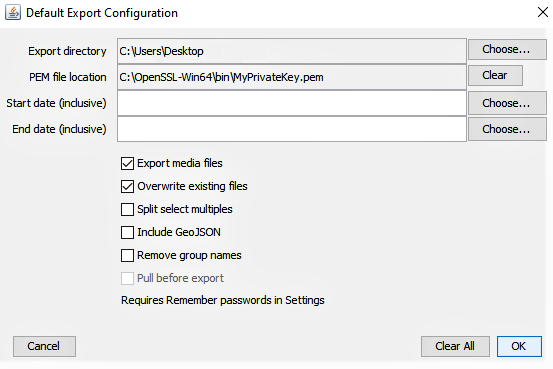 Default Export Configuration
Export directory C:\Users\Desktop Choose...
PEM file location C:\OpenSSL-Win64\bin\MyPrivateKey.pem Clear
Start date (inclusive) Choose...
End date (inclusive) Choose...
Export media files
Overwrite existing files
Split select multiples
Include GeoJSON
Remove group names
Pull before export
Requires Remember passwords in Settings
Cancel Clear All OK